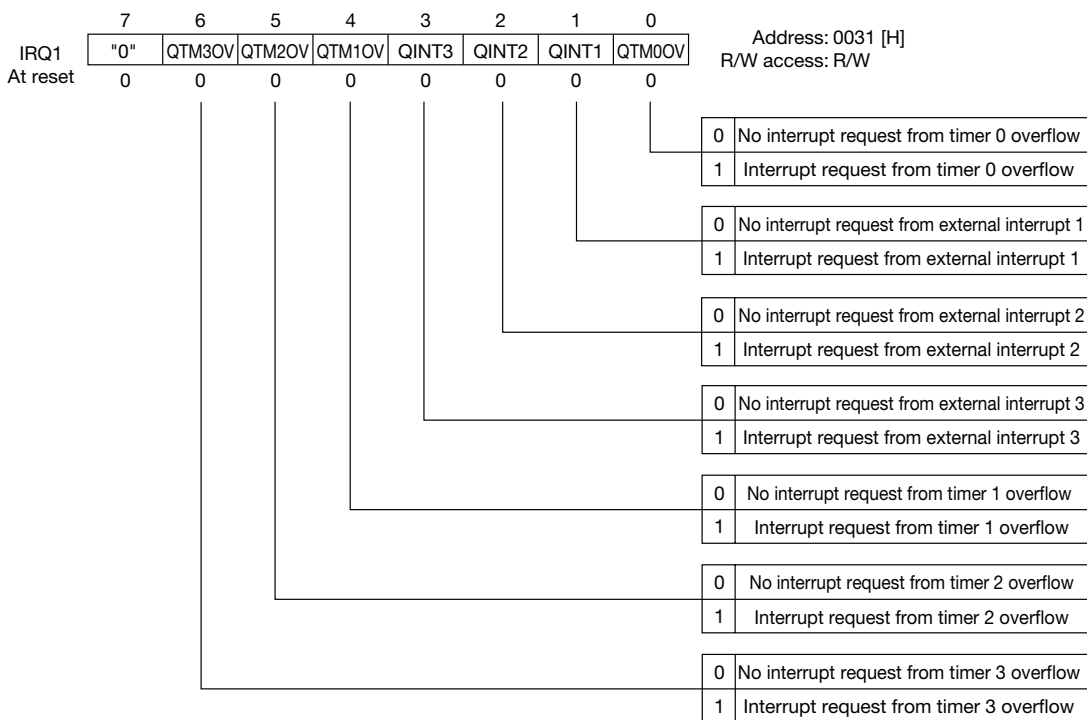 7 6 5 4 3 2 1 0
IRQ1 "0" QTM3OV QTM2OV QTM1OV QINT3 QINT2 QINT1 QTM0OV
At reset 0 0 0 0 0 0 0 0
Address: 0031 [H]
R/W access: R/W
0 No interrupt request from timer 0 overflow
1 Interrupt request from timer 0 overflow
0 No interrupt request from external interrupt 1
1 Interrupt request from external interrupt 1
0 No interrupt request from external interrupt 2
1 Interrupt request from external interrupt 2
0 No interrupt request from external interrupt 3
1 Interrupt request from external interrupt 3
0 No interrupt request from timer 1 overflow
1 Interrupt request from timer 1 overflow
0 No interrupt request from timer 2 overflow
1 Interrupt request from timer 2 overflow
0 No interrupt request from timer 3 overflow
1 Interrupt request from timer 3 overflow